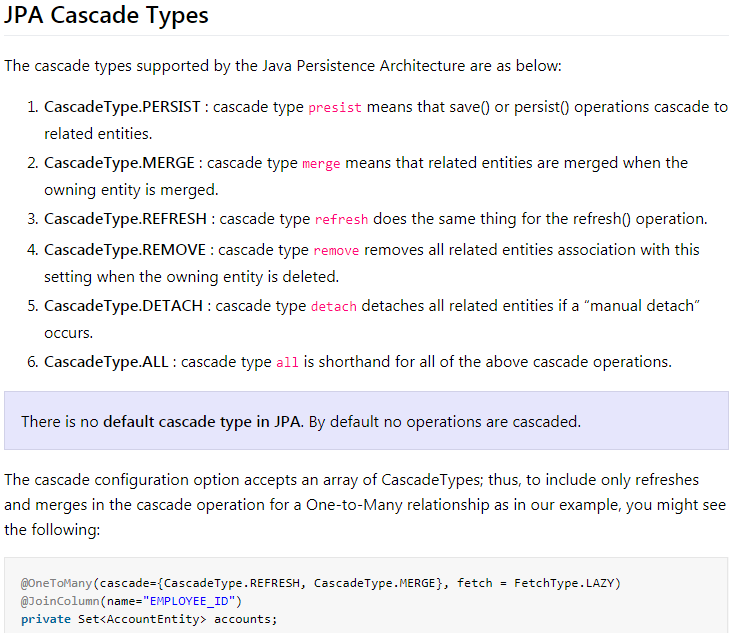 JPA Cascade Types
The cascade types supported by the Java Persistence Architecture are as below:
1. CascadeType.PERSIST : cascade type presist means that save() or persist() operations cascade to
related entities.
2. CascadeType.MERGE : cascade type merge means that related entities are merged when the
owning entity is merged.
3. CascadeType.REFRESH : cascade type refresh does the same thing for the refresh() operation.
4. CascadeType.REMOVE : cascade type remove removes all related entities association with this
setting when the owning entity is deleted.
5. CascadeType.DETACH : cascade type detach detaches all related entities if a “manual detach”
occurs.
6. CascadeType.ALL : cascade type all is shorthand for all of the above cascade operations.
There is no default cascade type in JPA. By default no operations are cascaded.
The cascade configuration option accepts an array of CascadeTypes; thus, to include only refreshes
and merges in the cascade operation for a One-to-Many relationship as in our example, you might see
the following:
@OneToMany(cascade={CascadeType.REFRESH, CascadeType.MERGE}, fetch = FetchType.LAZY)
@JoinColumn(name="EMPLOYEE_ID")
private Set<AccountEntity> accounts;